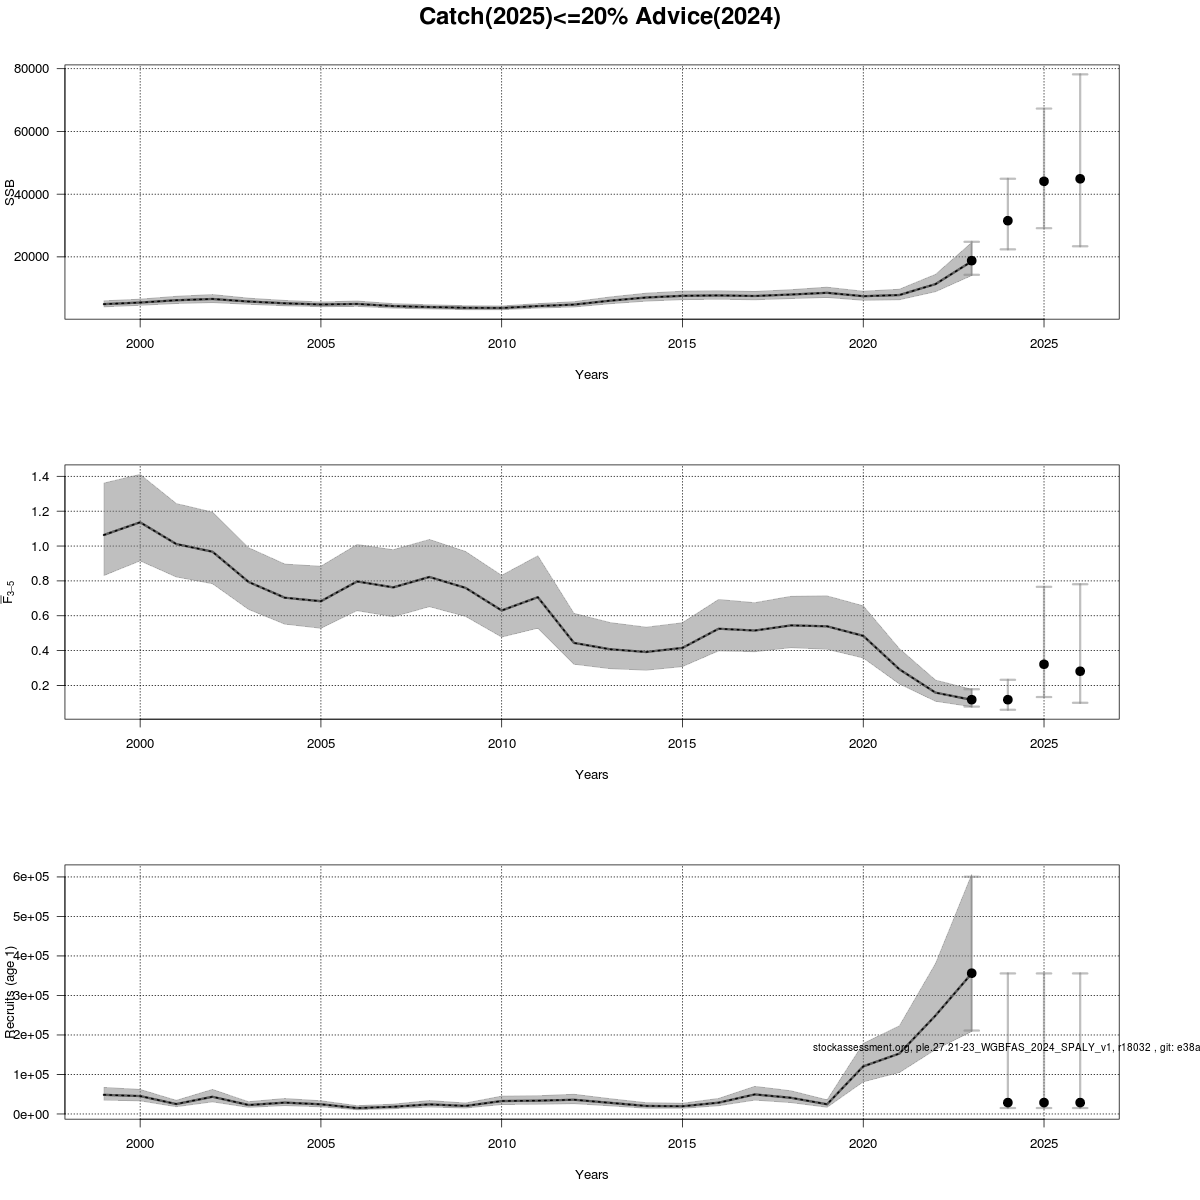 Catch(2025)<=20% Advice(2024)
80000
60000
40000
20000
SSB
2000 2005 2010 2015 2020 2025
Years
1.4
1.2
1.0
0.8
0.6
0.4
0.2
F3−5
2000 2005 2010 2015 2020 2025
Years
6e+05
5e+05
4e+05
3e+05
2e+05
1e+05
0e+00
Recruits (age 1)
stockassessment.org, ple.27.21-23_WGBFAS_2024_SPALY_v1, r18032 , git: e38a
2000 2005 2010 2015 2020 2025
Years